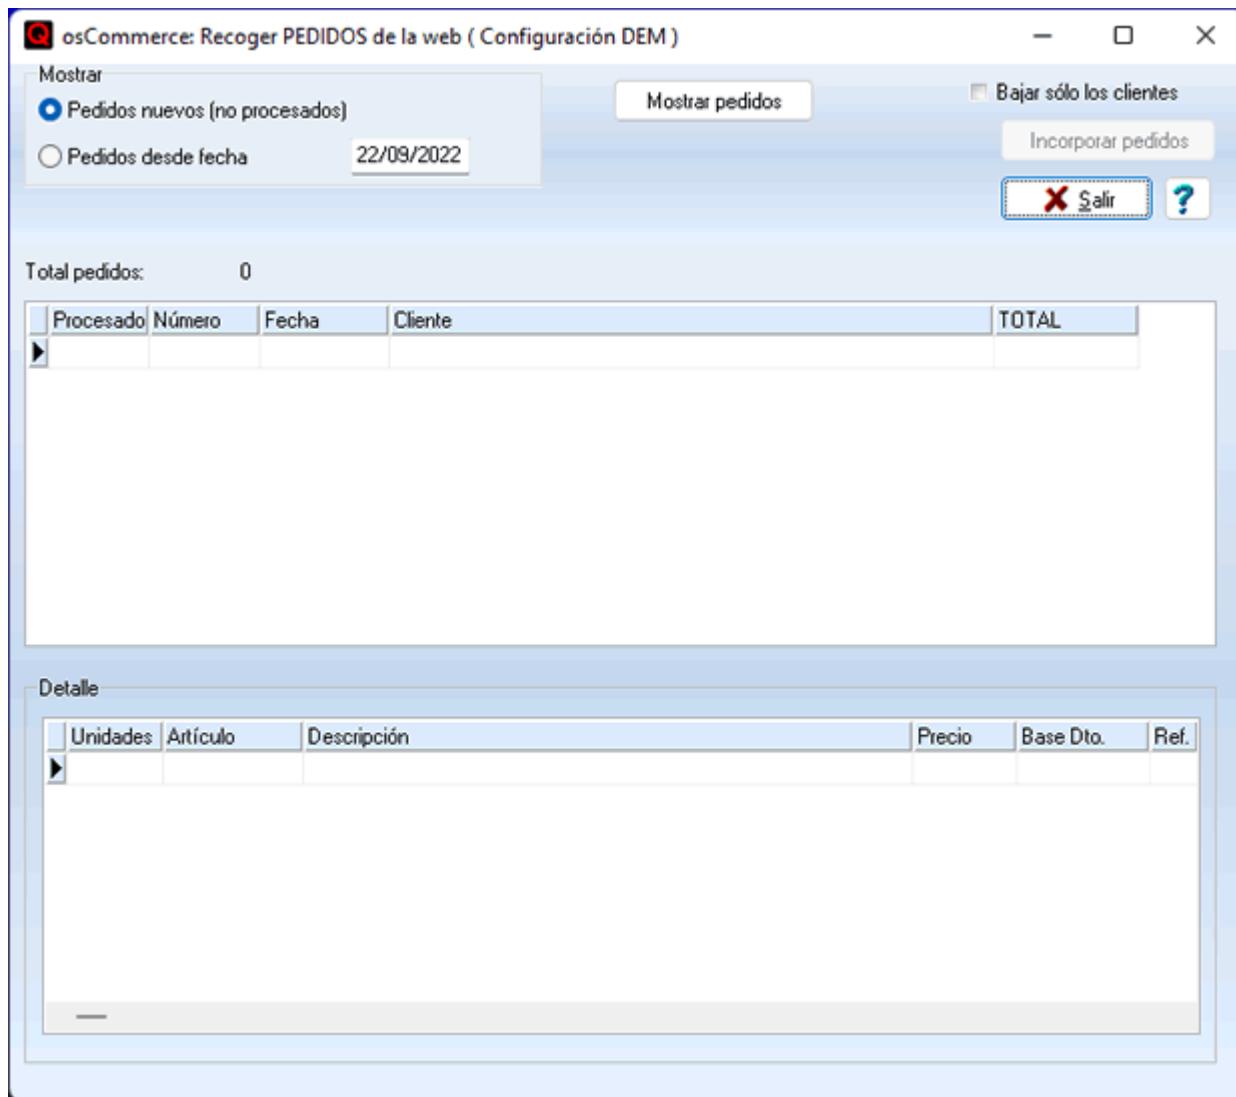 osCommerce: Recoger PEDIDOS de la web ( Configuración DEM )
Mostrar
Pedidos nuevos (no procesados)
Pedidos desde fecha 22/09/2022
Mostrar pedidos
Bajar sólo los clientes
Incorporar pedidos
Salir ?
Total pedidos: 0
Procesado Número Fecha Cliente TOTAL
Detalle
Unidades Artículo Descripción Precio Base Dto. Ref.